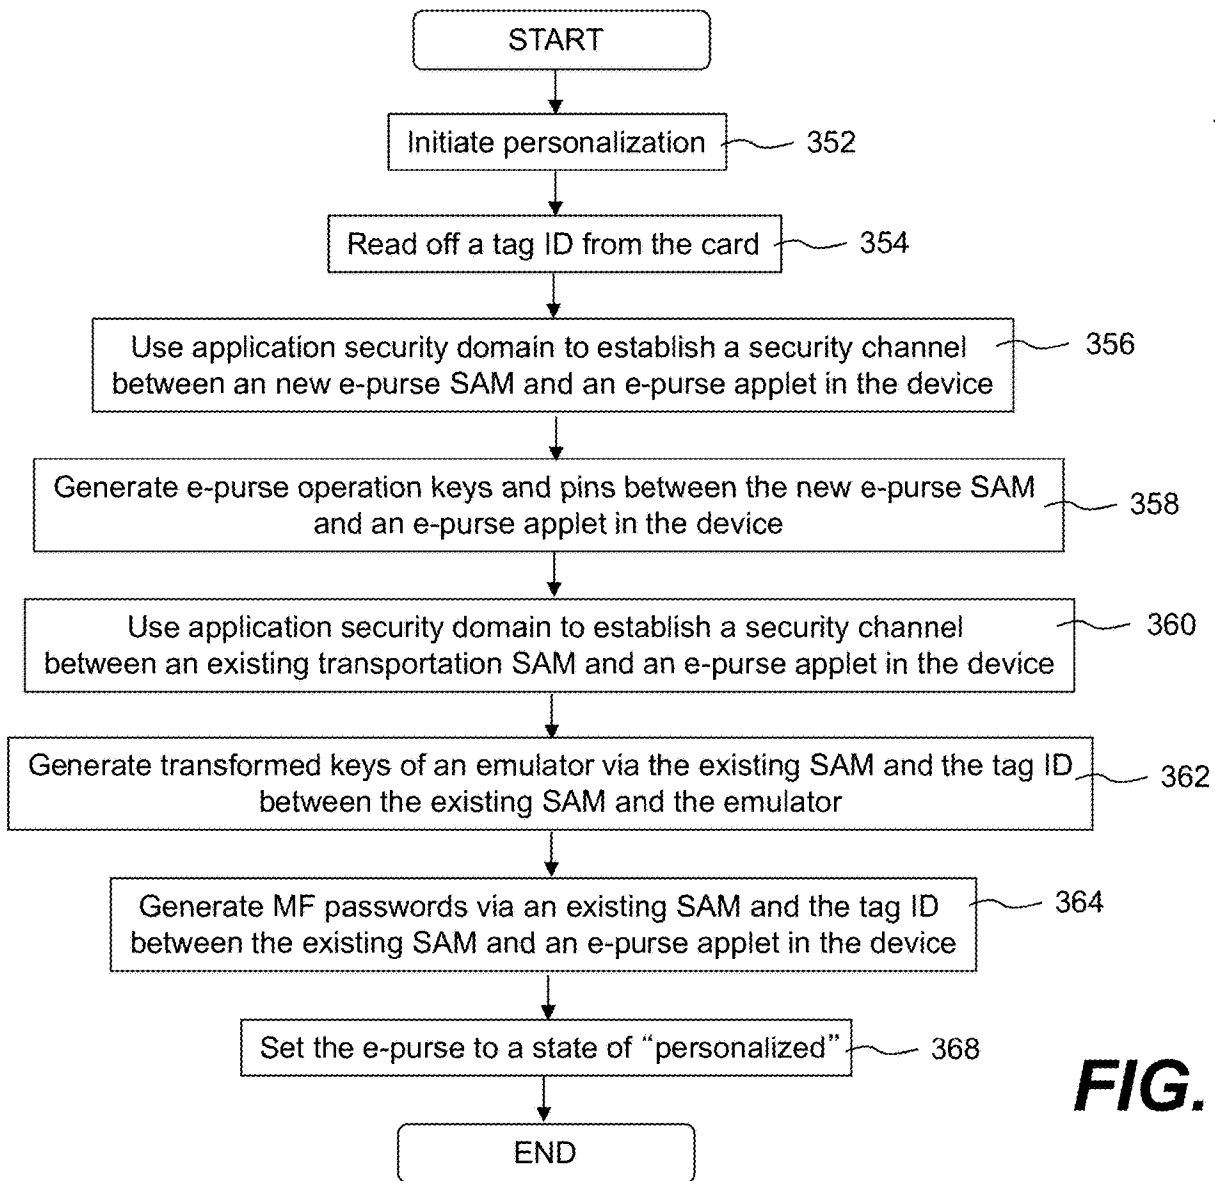 START
Initiate personalization
352
Read off a tag ID from the card
354
Use application security domain to establish a security channel
between an new e-purse SAM and an e-purse applet in the device
356
Generate e-purse operation keys and pins between the new e-purse SAM
and an e-purse applet in the device
358
Use application security domain to establish a security channel
between an existing transportation SAM and an e-purse applet in the device
360
Generate transformed keys of an emulator via the existing SAM and the tag ID
between the existing SAM and the emulator
362
Generate MF passwords via an existing SAM and the tag ID
between the existing SAM and an e-purse applet in the device
364
Set the e-purse to a state of “personalized”
368
FIG.
END